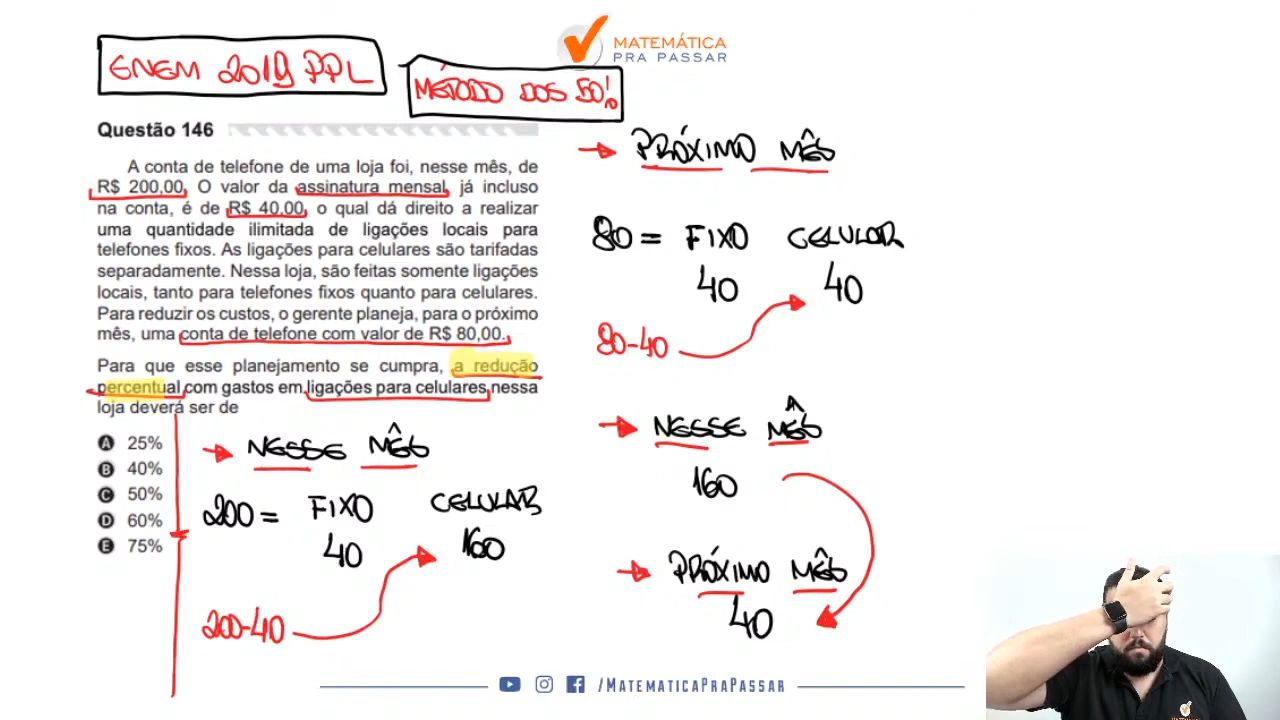 ENEM 2019 PPL
MÉTODO DOS 50!
MATEMÁTICA
PRA PASSAR
Questão 146
A conta de telefone de uma loja foi, nesse mês, de
R$ 200,00. O valor da assinatura mensal, já incluso
na conta, é de R$ 40,00, o qual dá direito a realizar
uma quantidade ilimitada de ligações locais para
telefones fixos. As ligações para celulares são tarifadas
separadamente. Nessa loja, são feitas somente ligações
locais, tanto para telefones fixos quanto para celulares.
Para reduzir os custos, o gerente planeja, para o próximo
mês, uma conta de telefone com valor de R$ 80,00.
Para que esse planejamento se cumpra, a redução
percentual com gastos em ligações para celulares nessa
loja deverá ser de
A 25%
B 40%
C 50%
D 60%
E 75%
→ NESSE MÊS
200 = FIXO CELULAR
40 160
200-40
→ PRÓXIMO MÊS
80 = FIXO CELULAR
40 40
80-40
→ NESSE MÊS
160
→ PRÓXIMO MÊS
40
/MATEMATICAPRAPASSAR